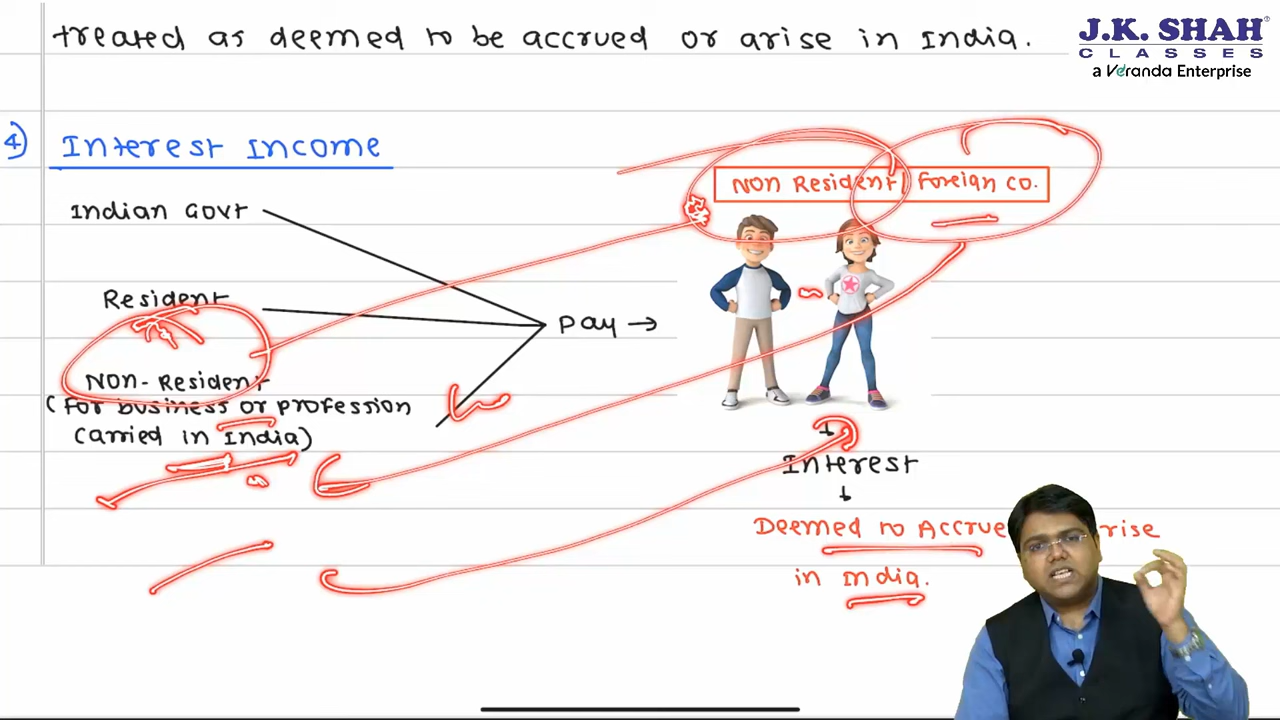 treated as deemed to be accrued or arise in India.
J.K. SHAH®
CLASSES
a Veranda Enterprise
4) Interest Income
Non Resident / Foreign co.
Indian Govt
Resident
Pay →
Non-Resident
(for business or profession
carried in India)
Interest
Deemed to Accrue rise
in India.